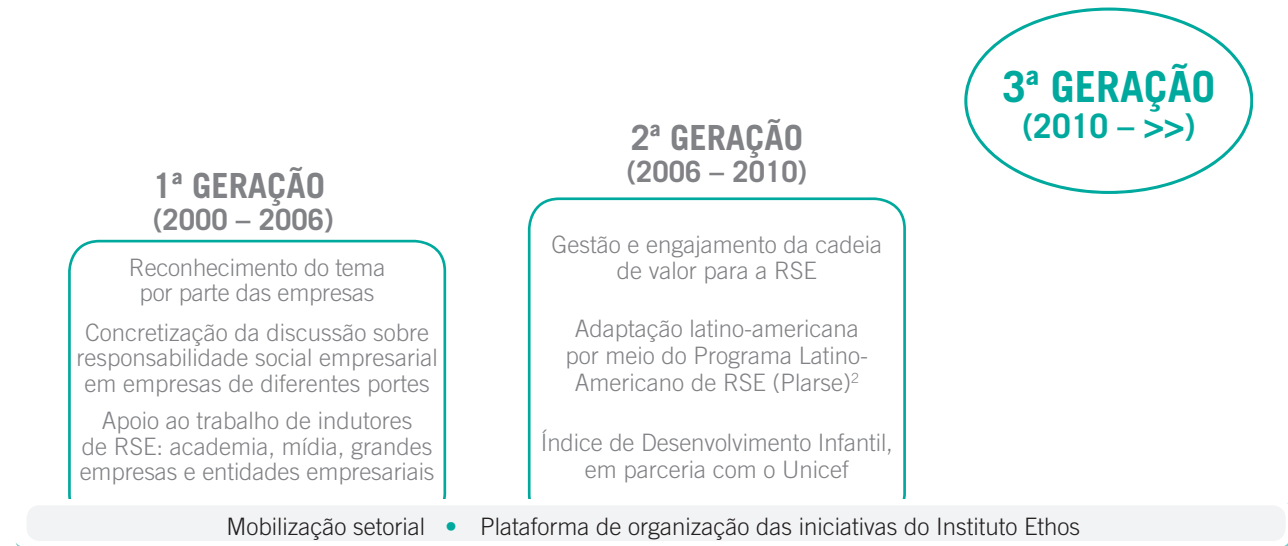 1ª GERAÇÃO
(2000 – 2006)
Reconhecimento do tema
por parte das empresas
Concretização da discussão sobre
responsabilidade social empresarial
em empresas de diferentes portes
Apoio ao trabalho de indutores
de RSE: academia, mídia, grandes
empresas e entidades empresariais
2ª GERAÇÃO
(2006 – 2010)
Gestão e engajamento da cadeia
de valor para a RSE
Adaptação latino-americana
por meio do Programa Latino-
Americano de RSE (Plarse)²
Índice de Desenvolvimento Infantil,
em parceria com o Unicef
3ª GERAÇÃO
(2010 – >>)
Mobilização setorial • Plataforma de organização das iniciativas do Instituto Ethos